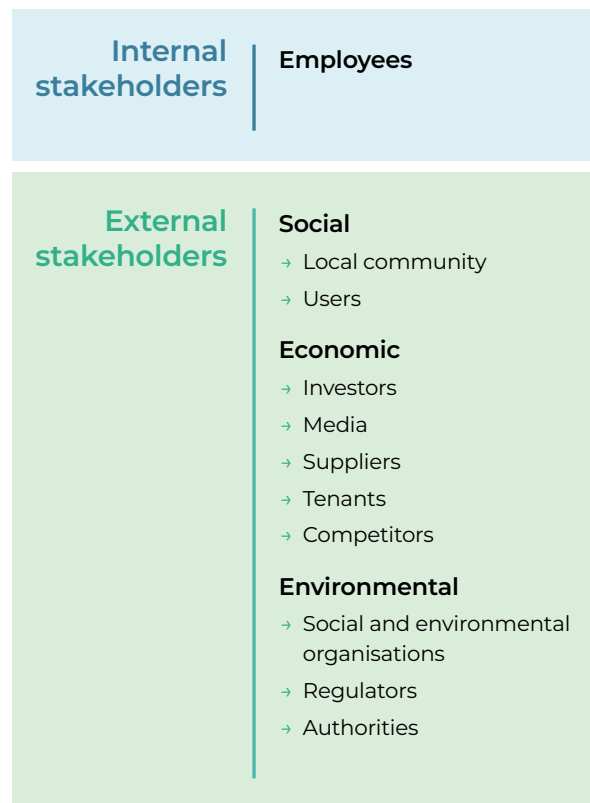 Internal
stakeholders
Employees
External
stakeholders
Social
→ Local community
→ Users
Economic
→ Investors
→ Media
→ Suppliers
→ Tenants
→ Competitors
Environmental
→ Social and environmental
organisations
→ Regulators
→ Authorities